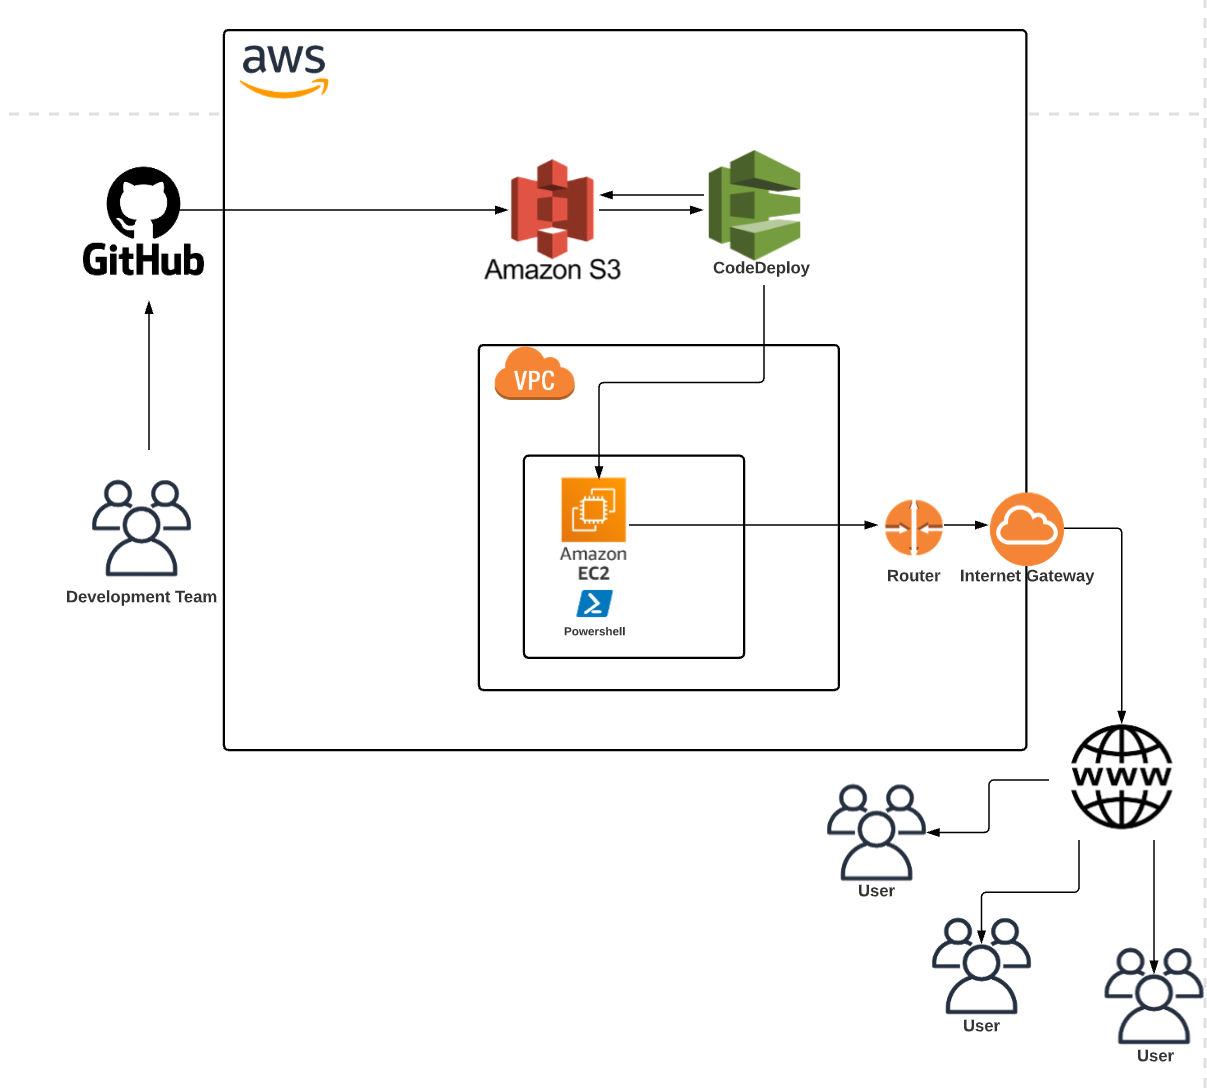 aws
GitHub
Amazon S3
CodeDeploy
VPC
Amazon
EC2
Powershell
Router
Internet Gateway
Development Team
www
User
User
User